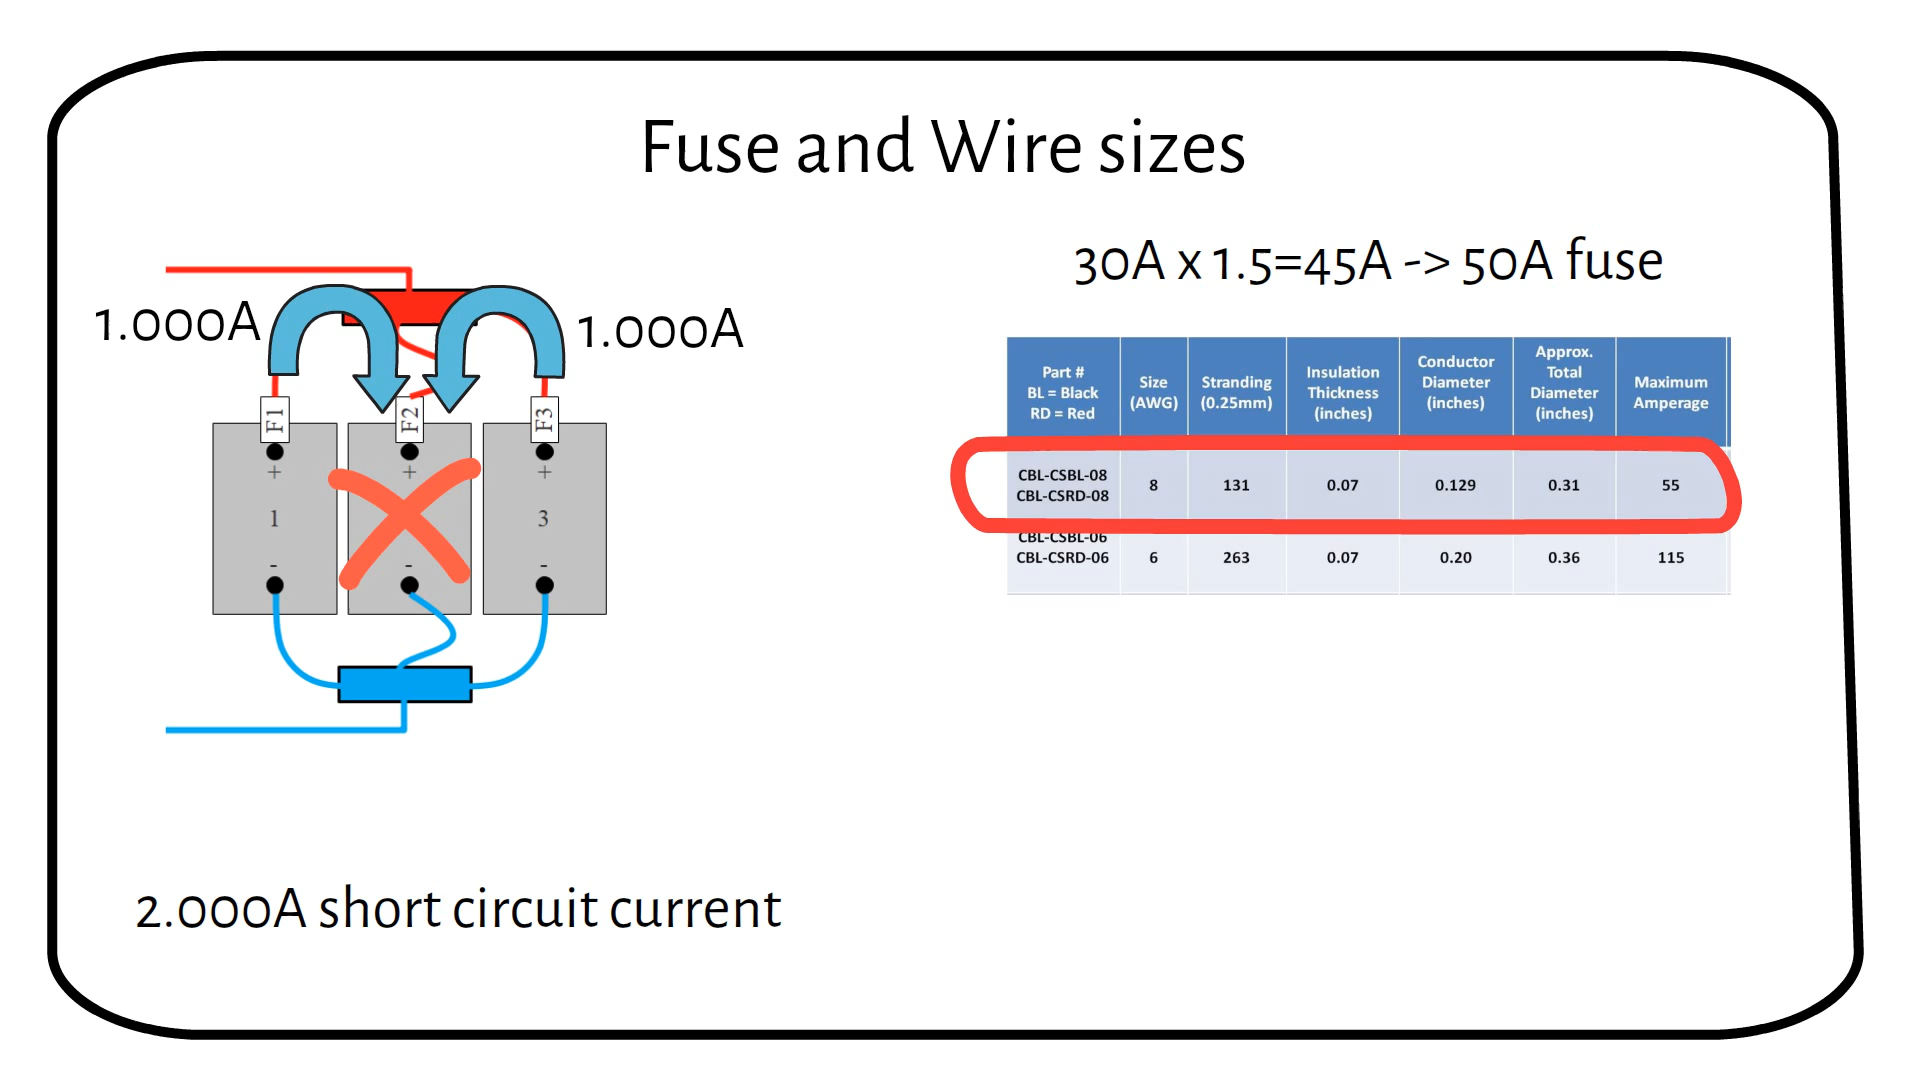 Fuse and Wire sizes
30A x 1.5=45A -> 50A fuse
1.000A
1.000A
F1
F2
F3
+
+
+
1
3
-
-
-
2.000A short circuit current
Part #
BL = Black
RD = Red
Size
(AWG)
Stranding
(0.25mm)
Insulation
Thickness
(inches)
Conductor
Diameter
(inches)
Approx.
Total
Diameter
(inches)
Maximum
Amperage
CBL-CSBL-08
CBL-CSRD-08
8
131
0.07
0.129
0.31
55
CBL-CSBL-06
CBL-CSRD-06
6
263
0.07
0.20
0.36
115